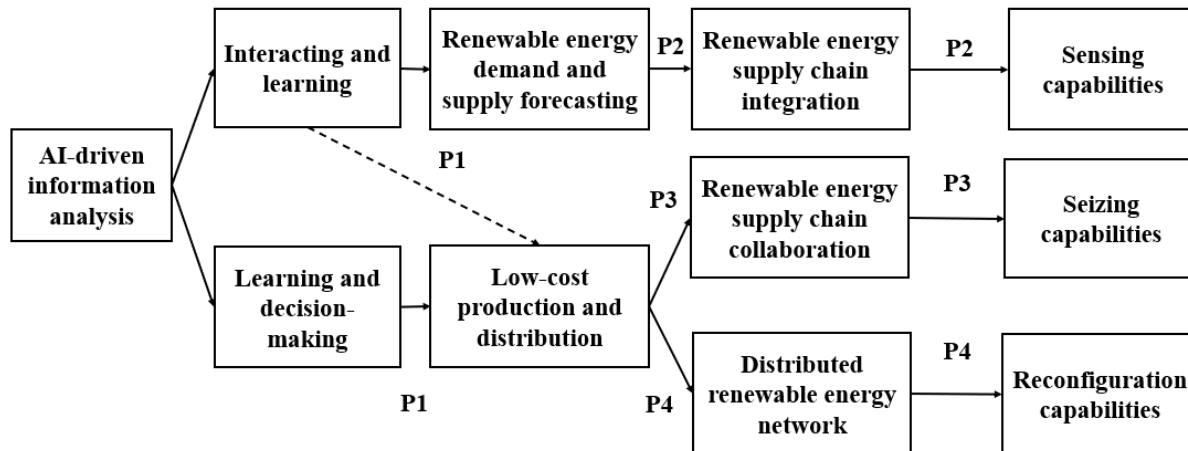 Interacting and
learning
Renewable energy
demand and
supply forecasting
P2
Renewable energy
supply chain
integration
P2
Sensing
capabilities
AI-driven
information
analysis
P1
P3
Renewable energy
supply chain
collaboration
P3
Seizing
capabilities
Learning and
decision-
making
Low-cost
production and
distribution
P1
P4
Distributed
renewable energy
network
P4
Reconfiguration
capabilities